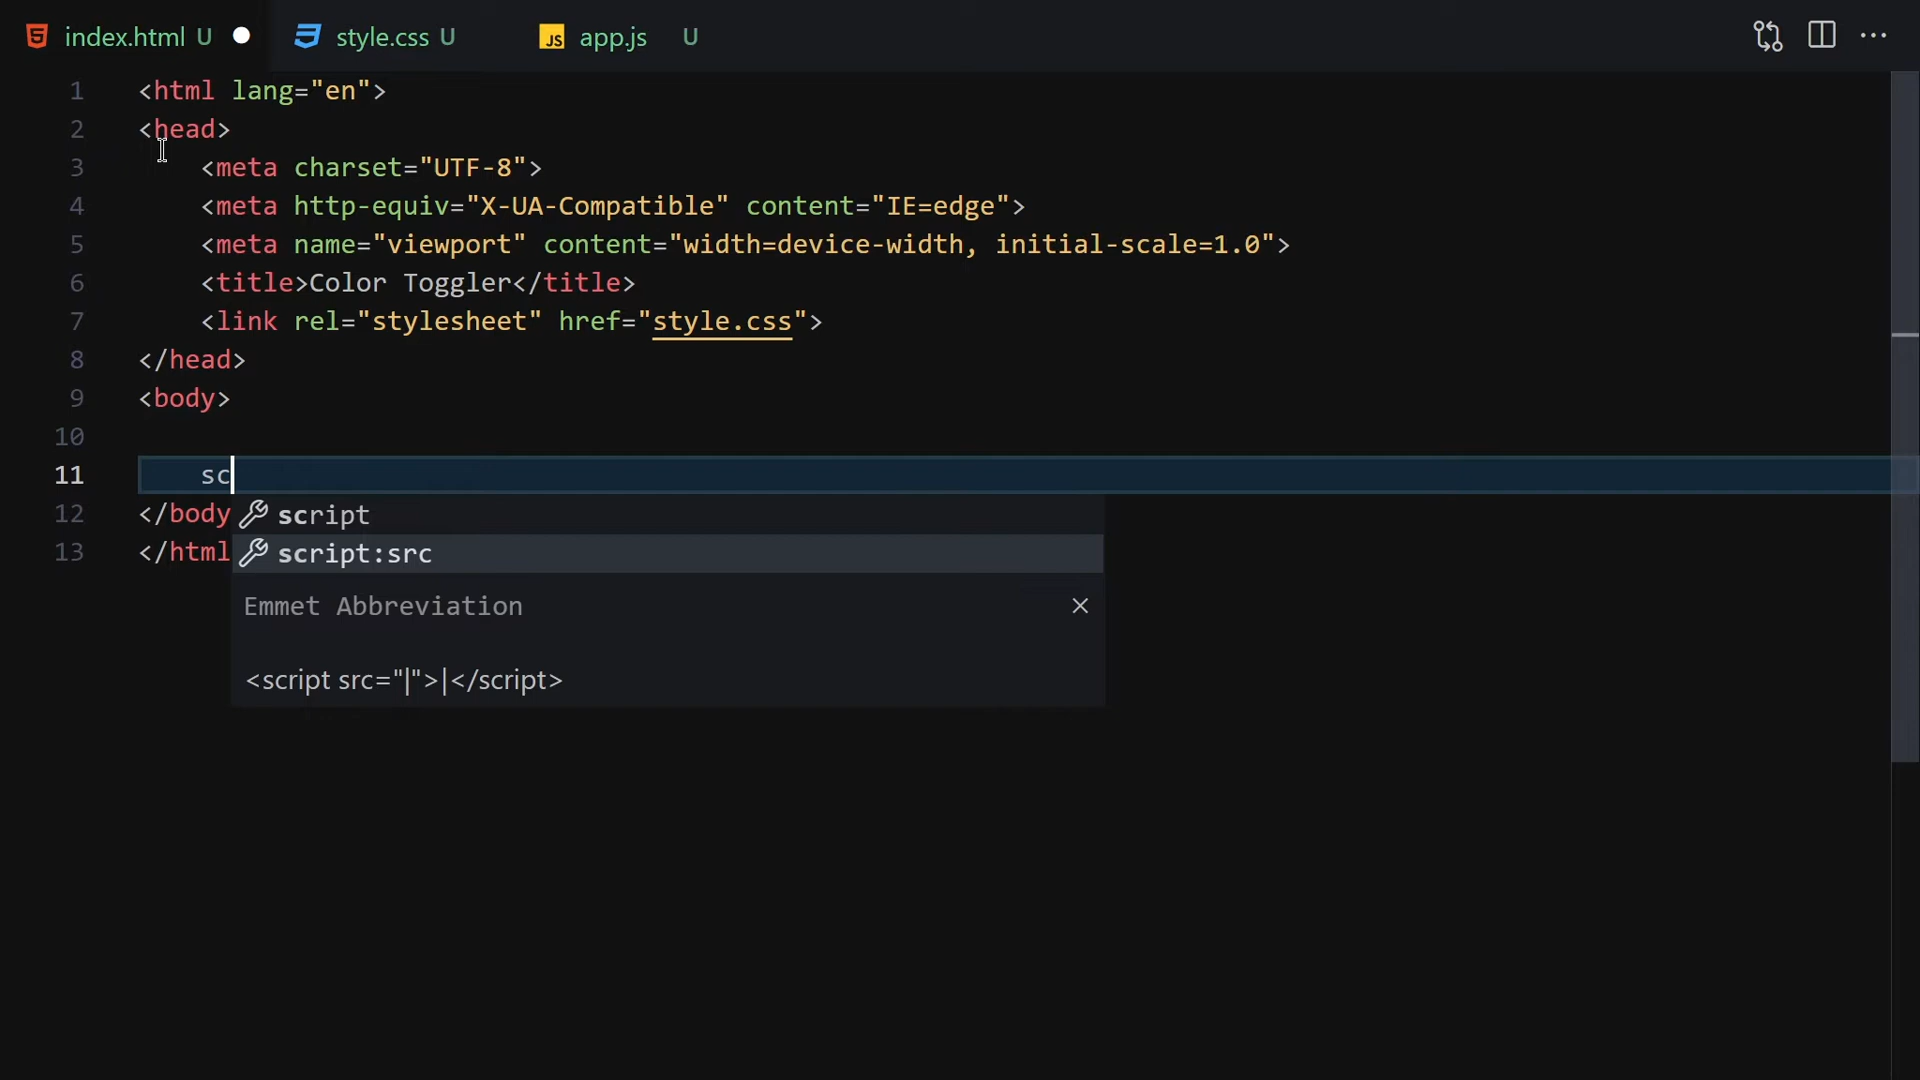 index.html U style.css U JS app.js U
1 <html lang="en">
2 <head>
3 <meta charset="UTF-8">
4 <meta http-equiv="X-UA-Compatible" content="IE=edge">
5 <meta name="viewport" content="width=device-width, initial-scale=1.0">
6 <title>Color Toggler</title>
7 <link rel="stylesheet" href="style.css">
8 </head>
9 <body>
10
11 sc
12 </body
script
13 </html
script:src
Emmet Abbreviation
<script src="|">|</script>